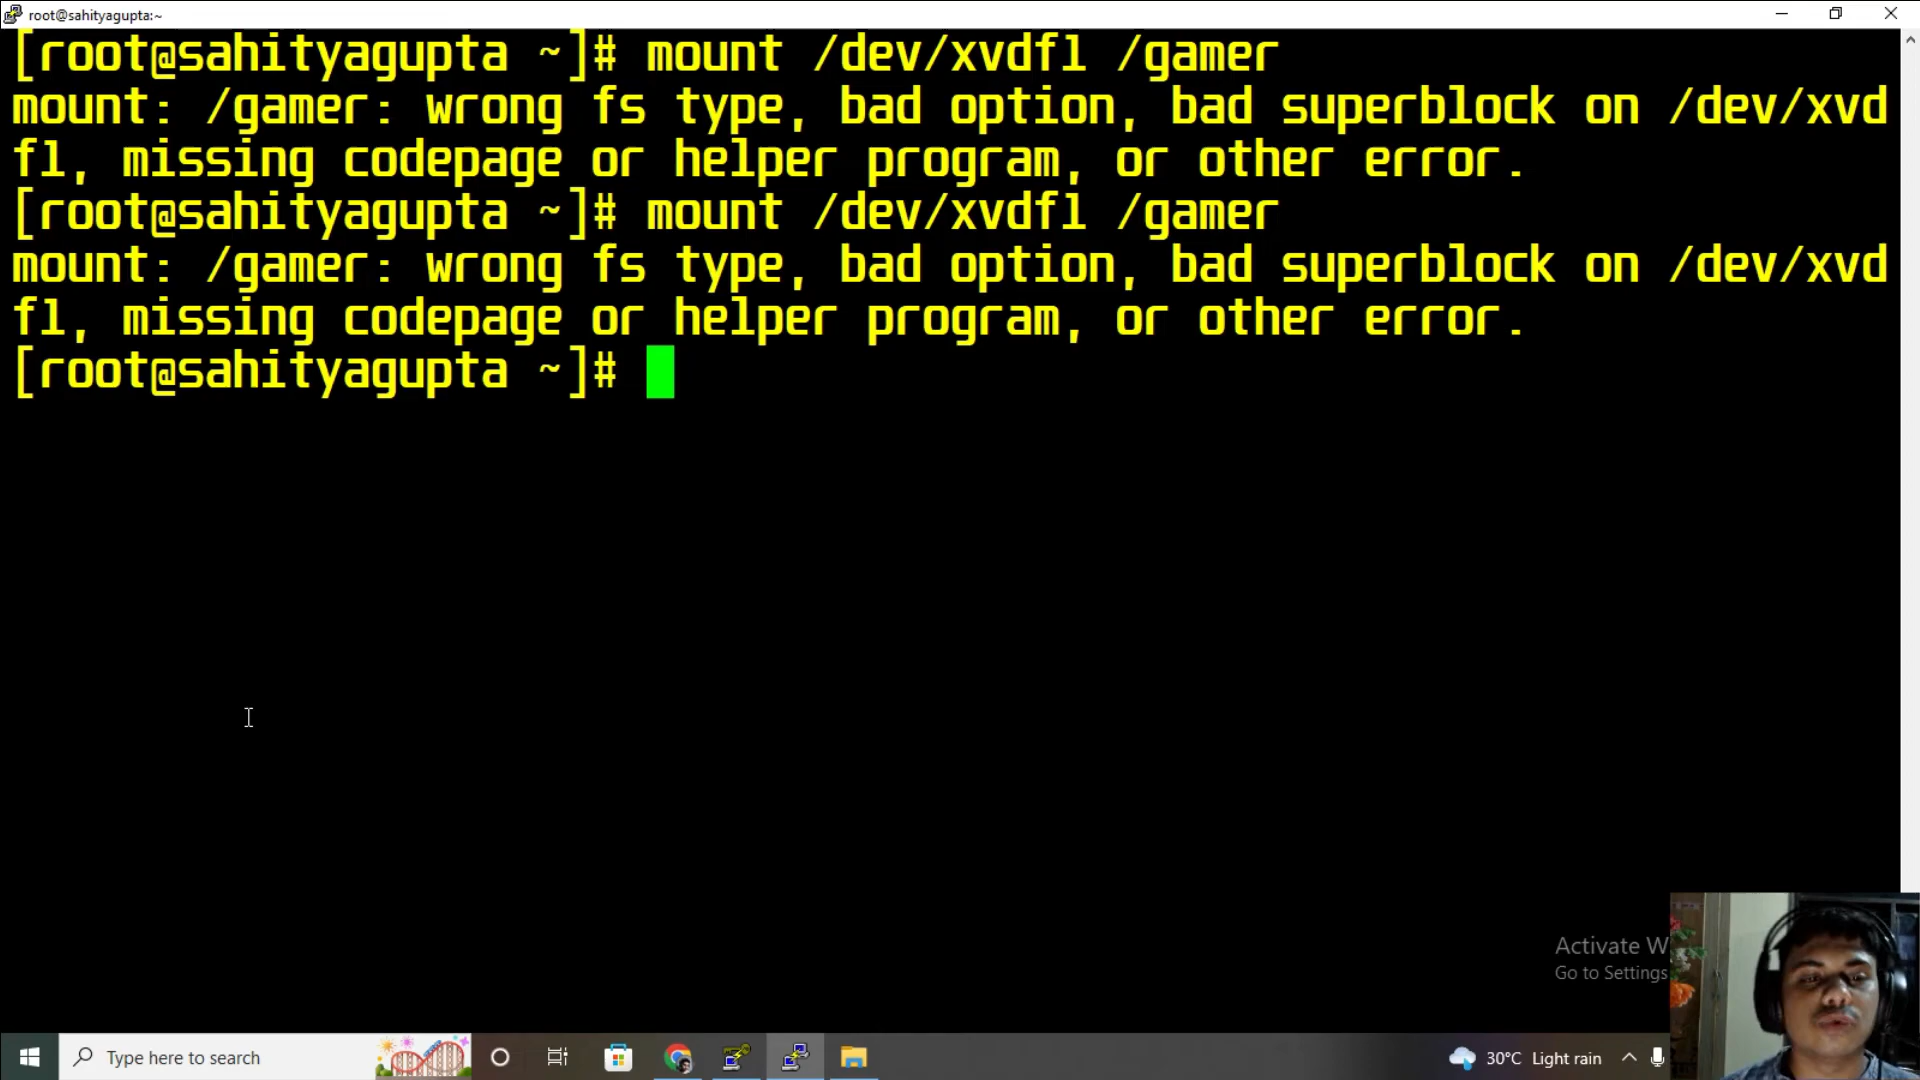 root@sahityagupta:~
[root@sahityagupta ~]# mount /dev/xvdf1 /gamer
mount: /gamer: wrong fs type, bad option, bad superblock on /dev/xvd
f1, missing codepage or helper program, or other error.
[root@sahityagupta ~]# mount /dev/xvdf1 /gamer
mount: /gamer: wrong fs type, bad option, bad superblock on /dev/xvd
f1, missing codepage or helper program, or other error.
[root@sahityagupta ~]#
Activate W
Go to Settings
Type here to search
30°C Light rain